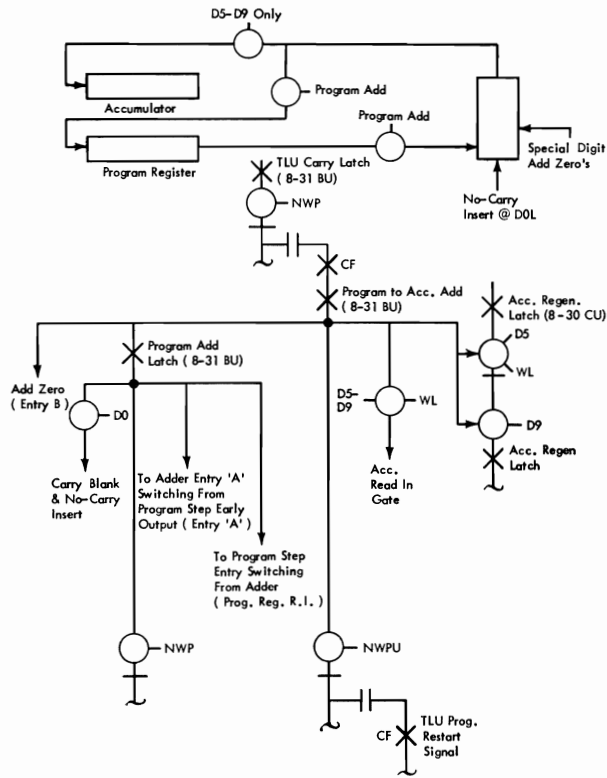 D5-D9 Only
Program Add
Accumulator
Program Add
Program Register
Special Digit
Add Zero's
No-Carry
Insert @ D0L
TLU Carry Latch
(8-31 BU)
NWP
CF
Program to Acc. Add
(8-31 BU)
Acc. Regen.
Latch (8-30 CU)
D5
WL
Program Add
Latch (8-31 BU)
Add Zero
(Entry B)
D0
D5-
D9
WL
D9
Acc. Regen
Latch
Carry Blank
& No-Carry
Insert
To Adder Entry 'A'
Switching From
Program Step Early
Output (Entry 'A')
Acc.
Read In
Gate
To Program Step
Entry Switching
From Adder
(Prog. Reg. R.I.)
NWP
NWPU
CF
TLU Prog.
Restart
Signal